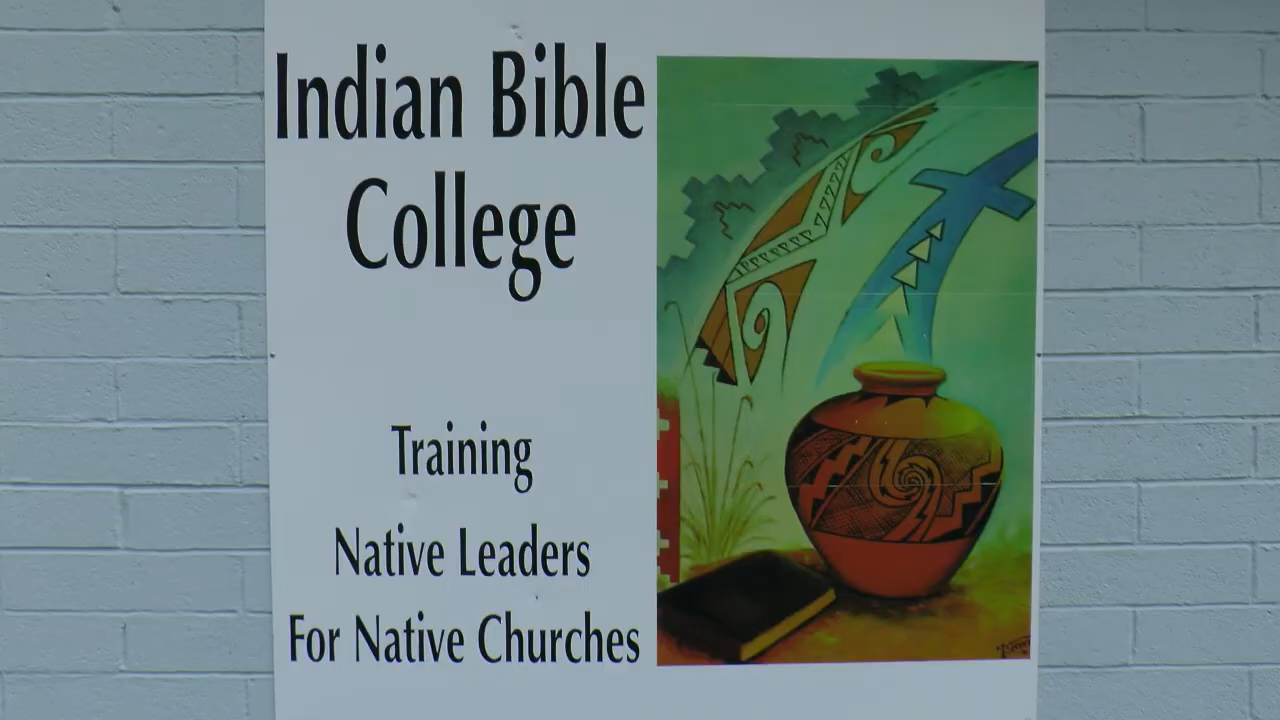 Indian Bible
College
Training
Native Leaders
For Native Churches